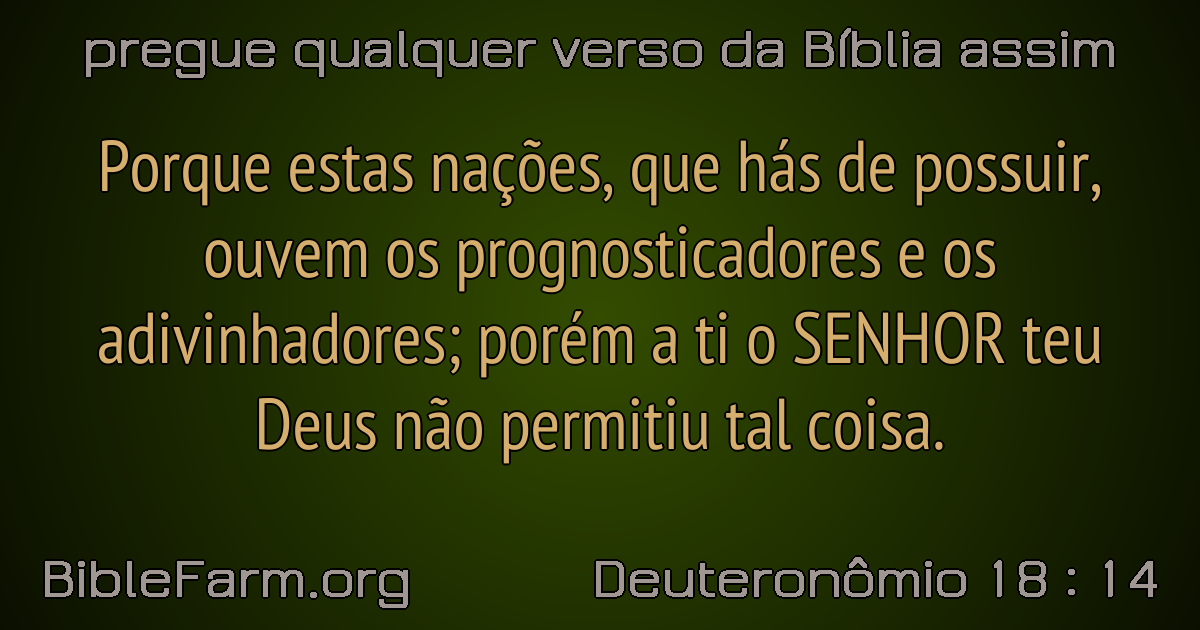 pregue qualquer verso da Bíblia assim
Porque estas nações, que hás de possuir,
ouvem os prognosticadores e os
adivinhadores; porém a ti o SENHOR teu
Deus não permitiu tal coisa.
BibleFarm.org
Deuteronômio 18 : 14